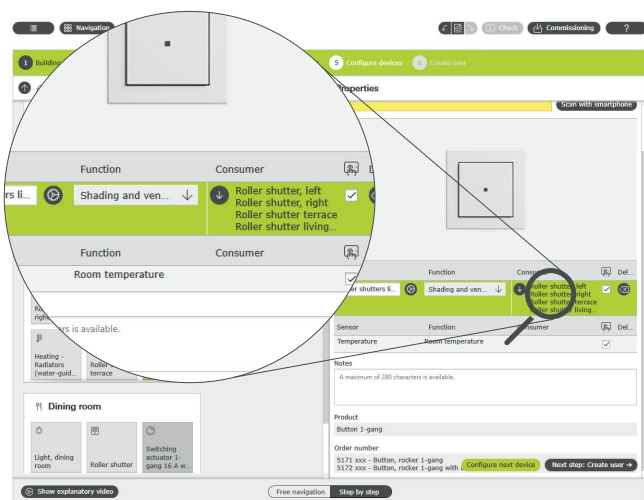 Navigation
Check
Commissioning
?
1 Building
5 Configure devices
6 Create user
Properties
Scan with smartphone
Function
Consumer
rs li...
Shading and ven...
Roller shutter, left
Roller shutter, right
Roller shutter terrace
Roller shutter living...
Function
Consumer
Room temperature
ers is available.
Function
Consumer
Del...
er shutters li...
Shading and ven...
Roller shutter, left
Roller shutter, right
Roller shutter terrace
Roller shutter living...
Sensor
Function
Consumer
Del...
Temperature
Room temperature
Notes
A maximum of 280 characters is available.
Heating -
Radiators
(water-guid...
Roller
terrace
Dining room
Light, dining
room
Roller shutter
Switching
actuator 1-
gang 16 A w...
Product
Button 1-gang
Order number
5171 xxx - Button, rocker 1-gang
5172 xxx - Button, rocker 1-gang with
Configure next device
Next step: Create user
Show explanatory video
Free navigation
Step by step